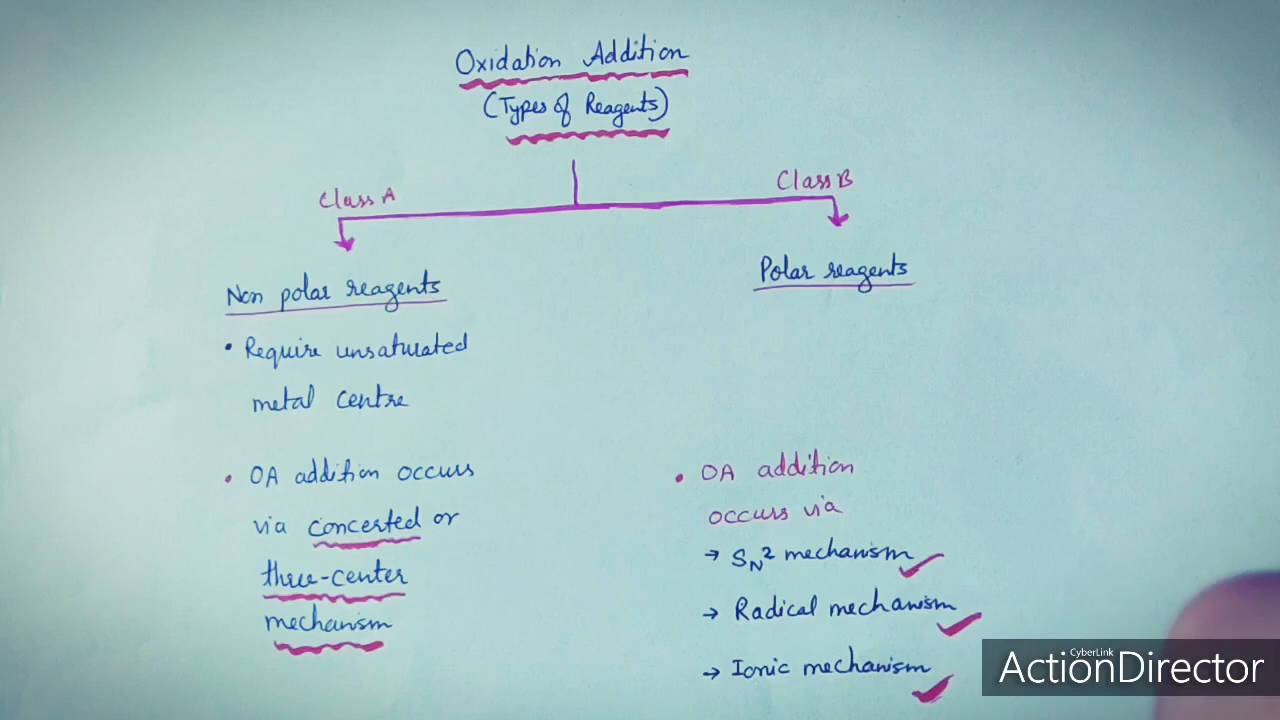 Oxidation Addition
(Types of Reagents)
Class A
Class B
Non polar reagents
• Require unsaturated
metal centre
• OA addition occurs
via concerted or
three-center
mechanism
Polar reagents
• OA addition
occurs via
→ SN2 mechanism
→ Radical mechanism
→ Ionic mechanism
CyberLink
ActionDirector